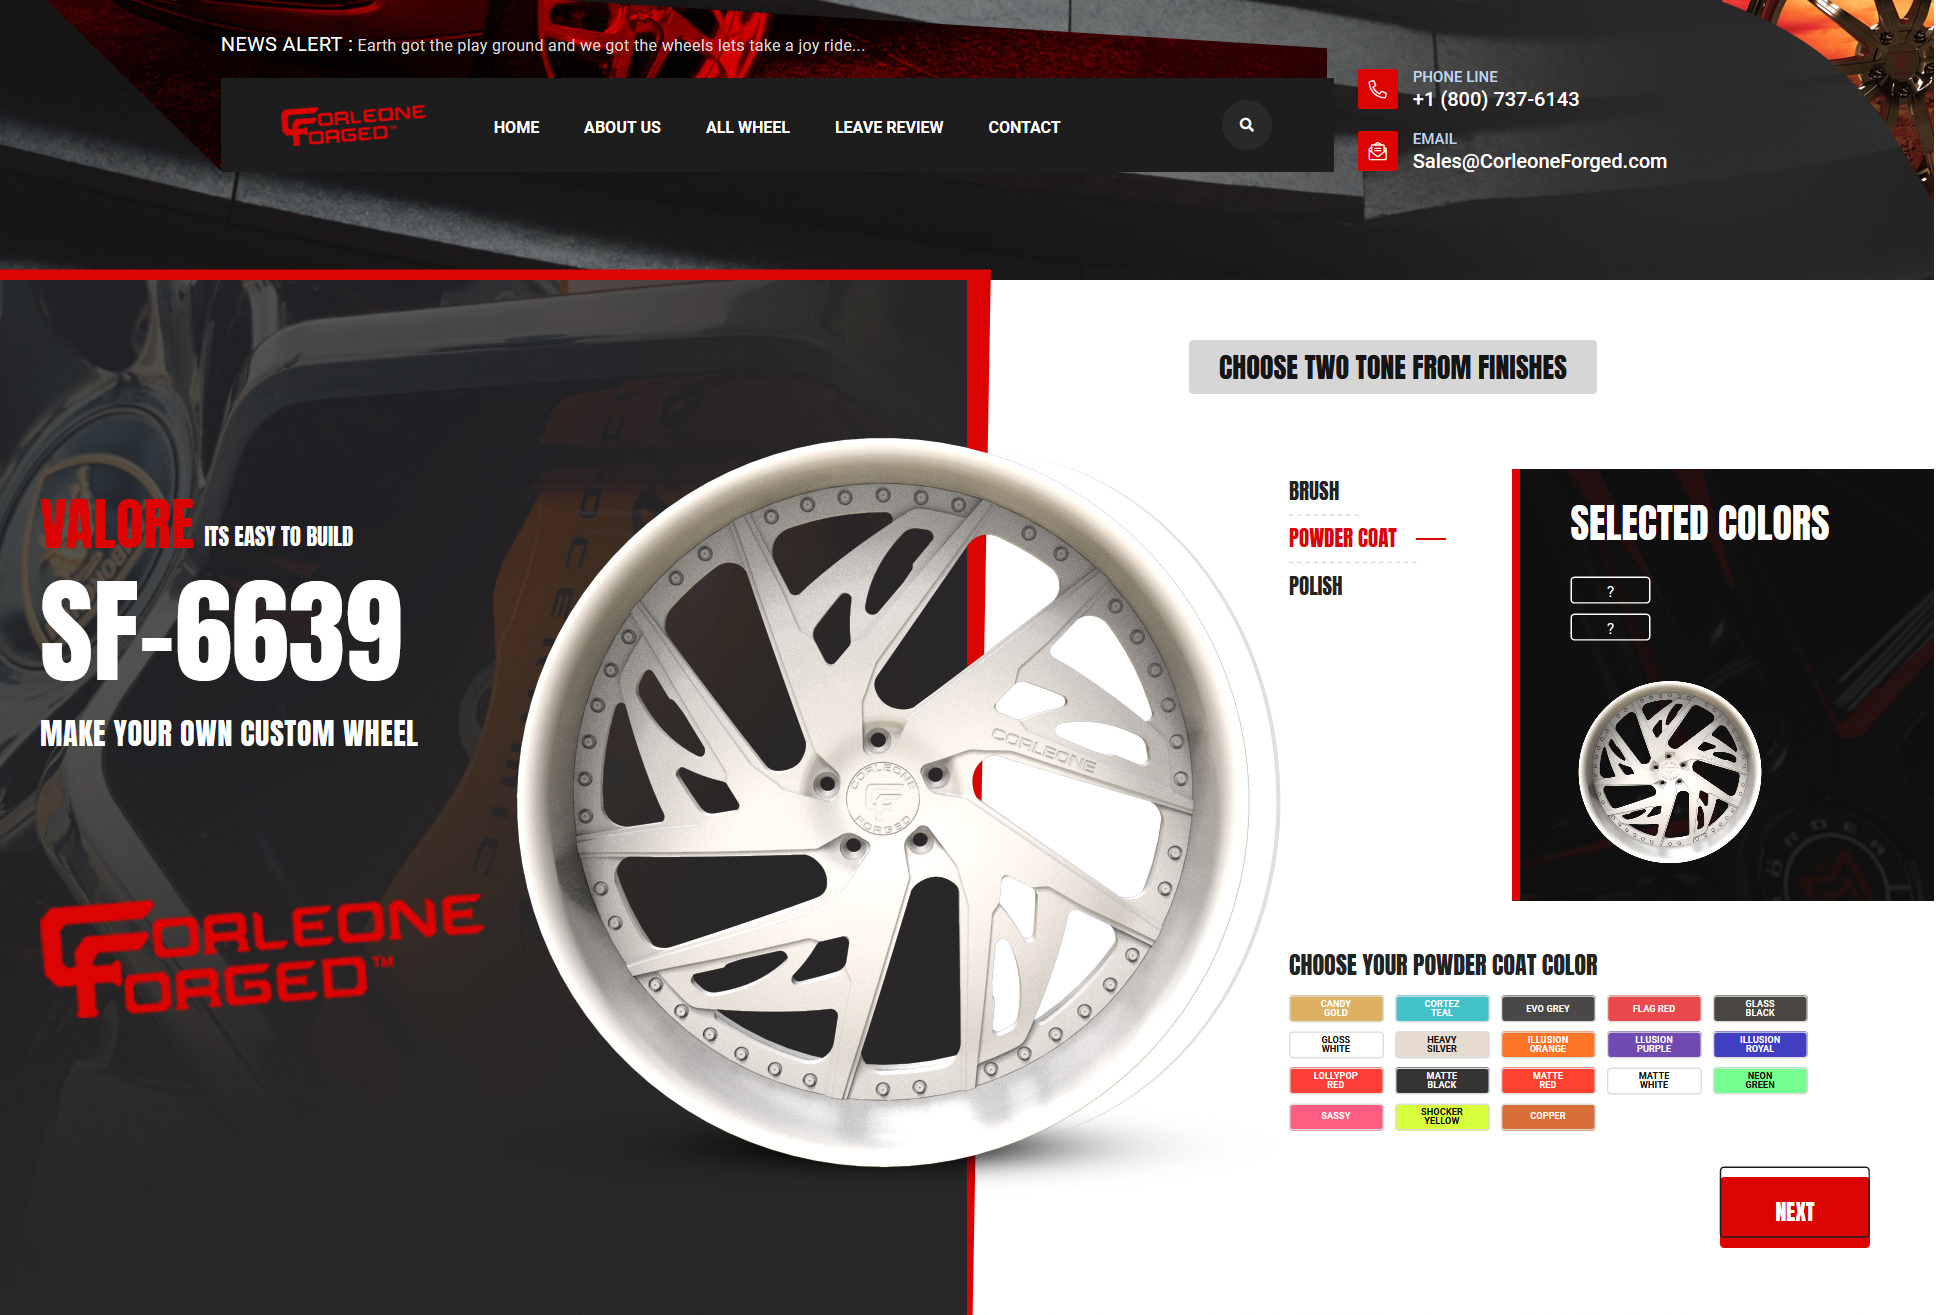 NEWS ALERT : Earth got the play ground and we got the wheels lets take a joy ride...
CORLEONE
FORGED™
HOME
ABOUT US
ALL WHEEL
LEAVE REVIEW
CONTACT
PHONE LINE
+1 (800) 737-6143
EMAIL
Sales@CorleoneForged.com
VALORE ITS EASY TO BUILD
SF-6639
MAKE YOUR OWN CUSTOM WHEEL
CORLEONE
FORGED™
CORLEONE
CORLEONE
FORGED
CHOOSE TWO TONE FROM FINISHES
BRUSH
POWDER COAT
POLISH
SELECTED COLORS
?
?
CHOOSE YOUR POWDER COAT COLOR
CANDY
GOLD
CORTEZ
TEAL
EVO GREY
FLAG RED
GLASS
BLACK
GLOSS
WHITE
HEAVY
SILVER
ILLUSION
ORANGE
LLUSION
PURPLE
ILLUSION
ROYAL
LOLLYPOP
RED
MATTE
BLACK
MATTE
RED
MATTE
WHITE
NEON
GREEN
SASSY
SHOCKER
YELLOW
COPPER
NEXT